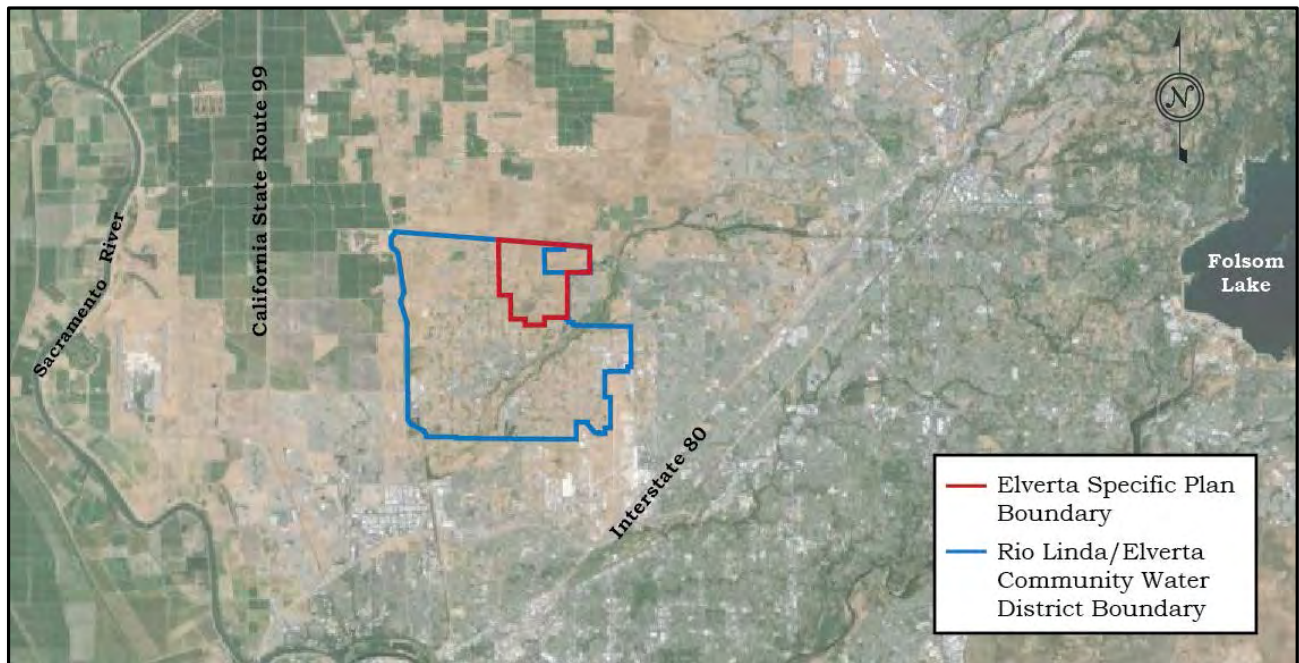 California State Route 99
N
Sacramento River
Folsom
Lake
Interstate 80
Elverta Specific Plan
Boundary
Rio Linda/Elverta
Community Water
District Boundary